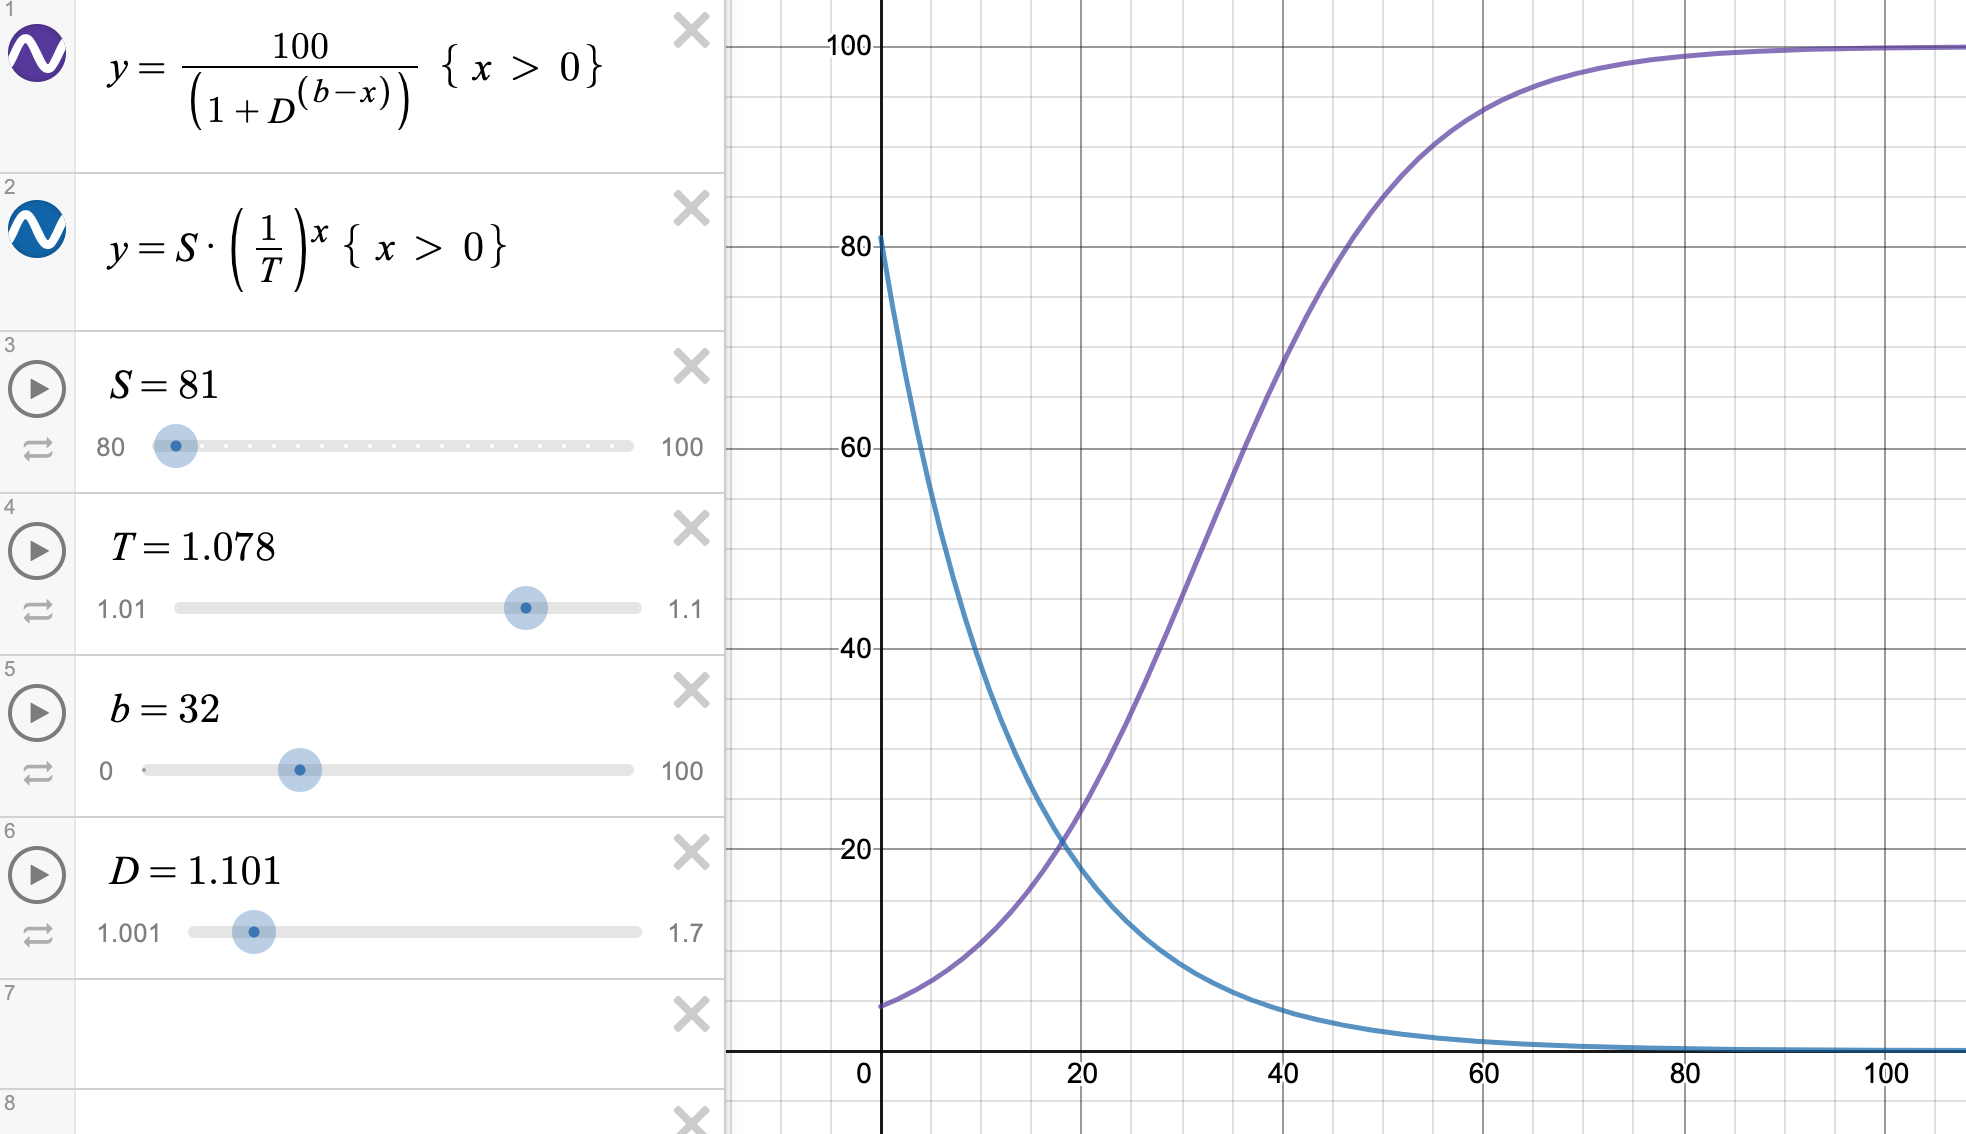 1
y = 100 / (1 + D^(b−x)) { x > 0}
2
y = S · (1/T)^x { x > 0}
3
S = 81
80 100
4
T = 1.078
1.01 1.1
5
b = 32
0 100
6
D = 1.101
1.001 1.7
7
8
100
80
60
40
20
0 20 40 60 80 100